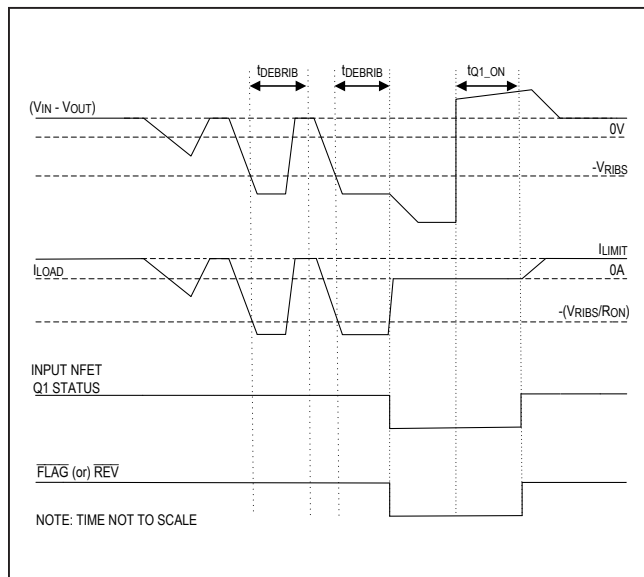 tDEBRIB tDEBRIB tQ1_ON
(VIN - VOUT)
0V
-VRIBS
ILIMIT
ILOAD
0A
-(VRIBS/RON)
INPUT NFET
Q1 STATUS
FLAG (or) REV
NOTE: TIME NOT TO SCALE